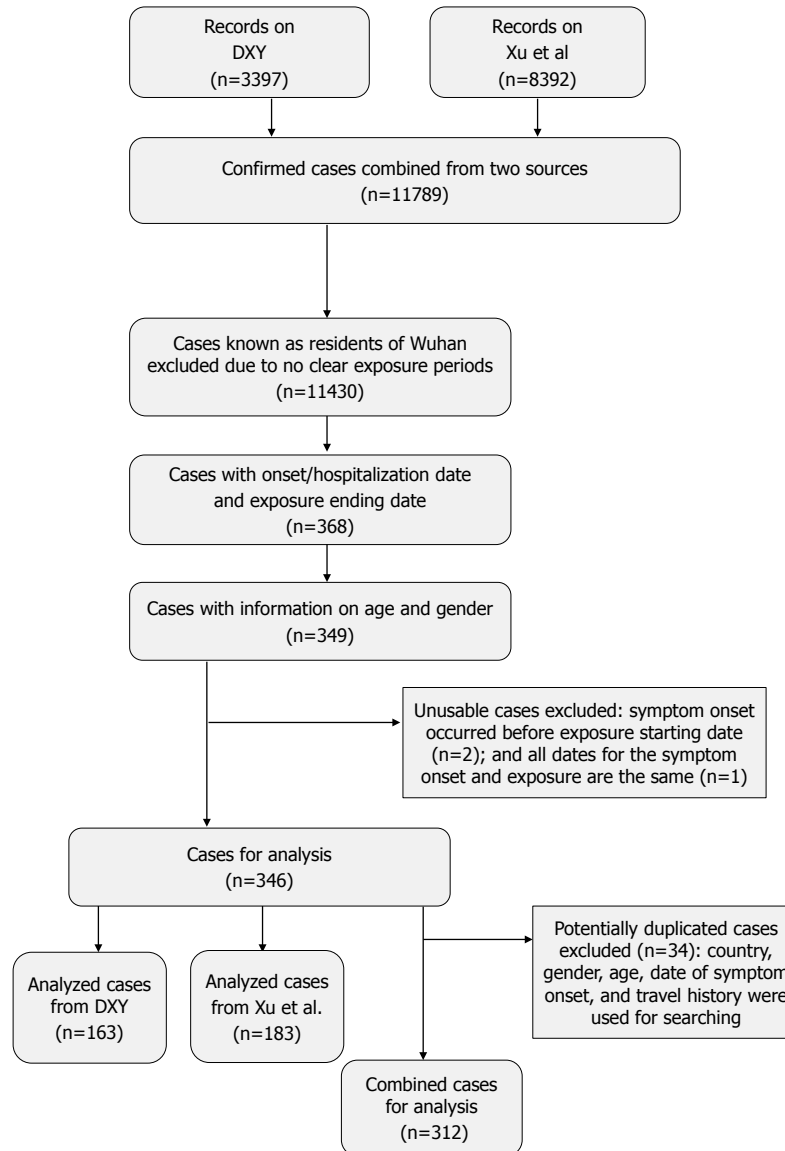 Records on
DXY
(n=3397)
Records on
Xu et al
(n=8392)
Confirmed cases combined from two sources
(n=11789)
Cases known as residents of Wuhan
excluded due to no clear exposure periods
(n=11430)
Cases with onset/hospitalization date
and exposure ending date
(n=368)
Cases with information on age and gender
(n=349)
Unusable cases excluded: symptom onset
occurred before exposure starting date
(n=2); and all dates for the symptom
onset and exposure are the same (n=1)
Cases for analysis
(n=346)
Analyzed cases
from DXY
(n=163)
Analyzed cases
from Xu et al.
(n=183)
Potentially duplicated cases
excluded (n=34): country,
gender, age, date of symptom
onset, and travel history were
used for searching
Combined cases
for analysis
(n=312)